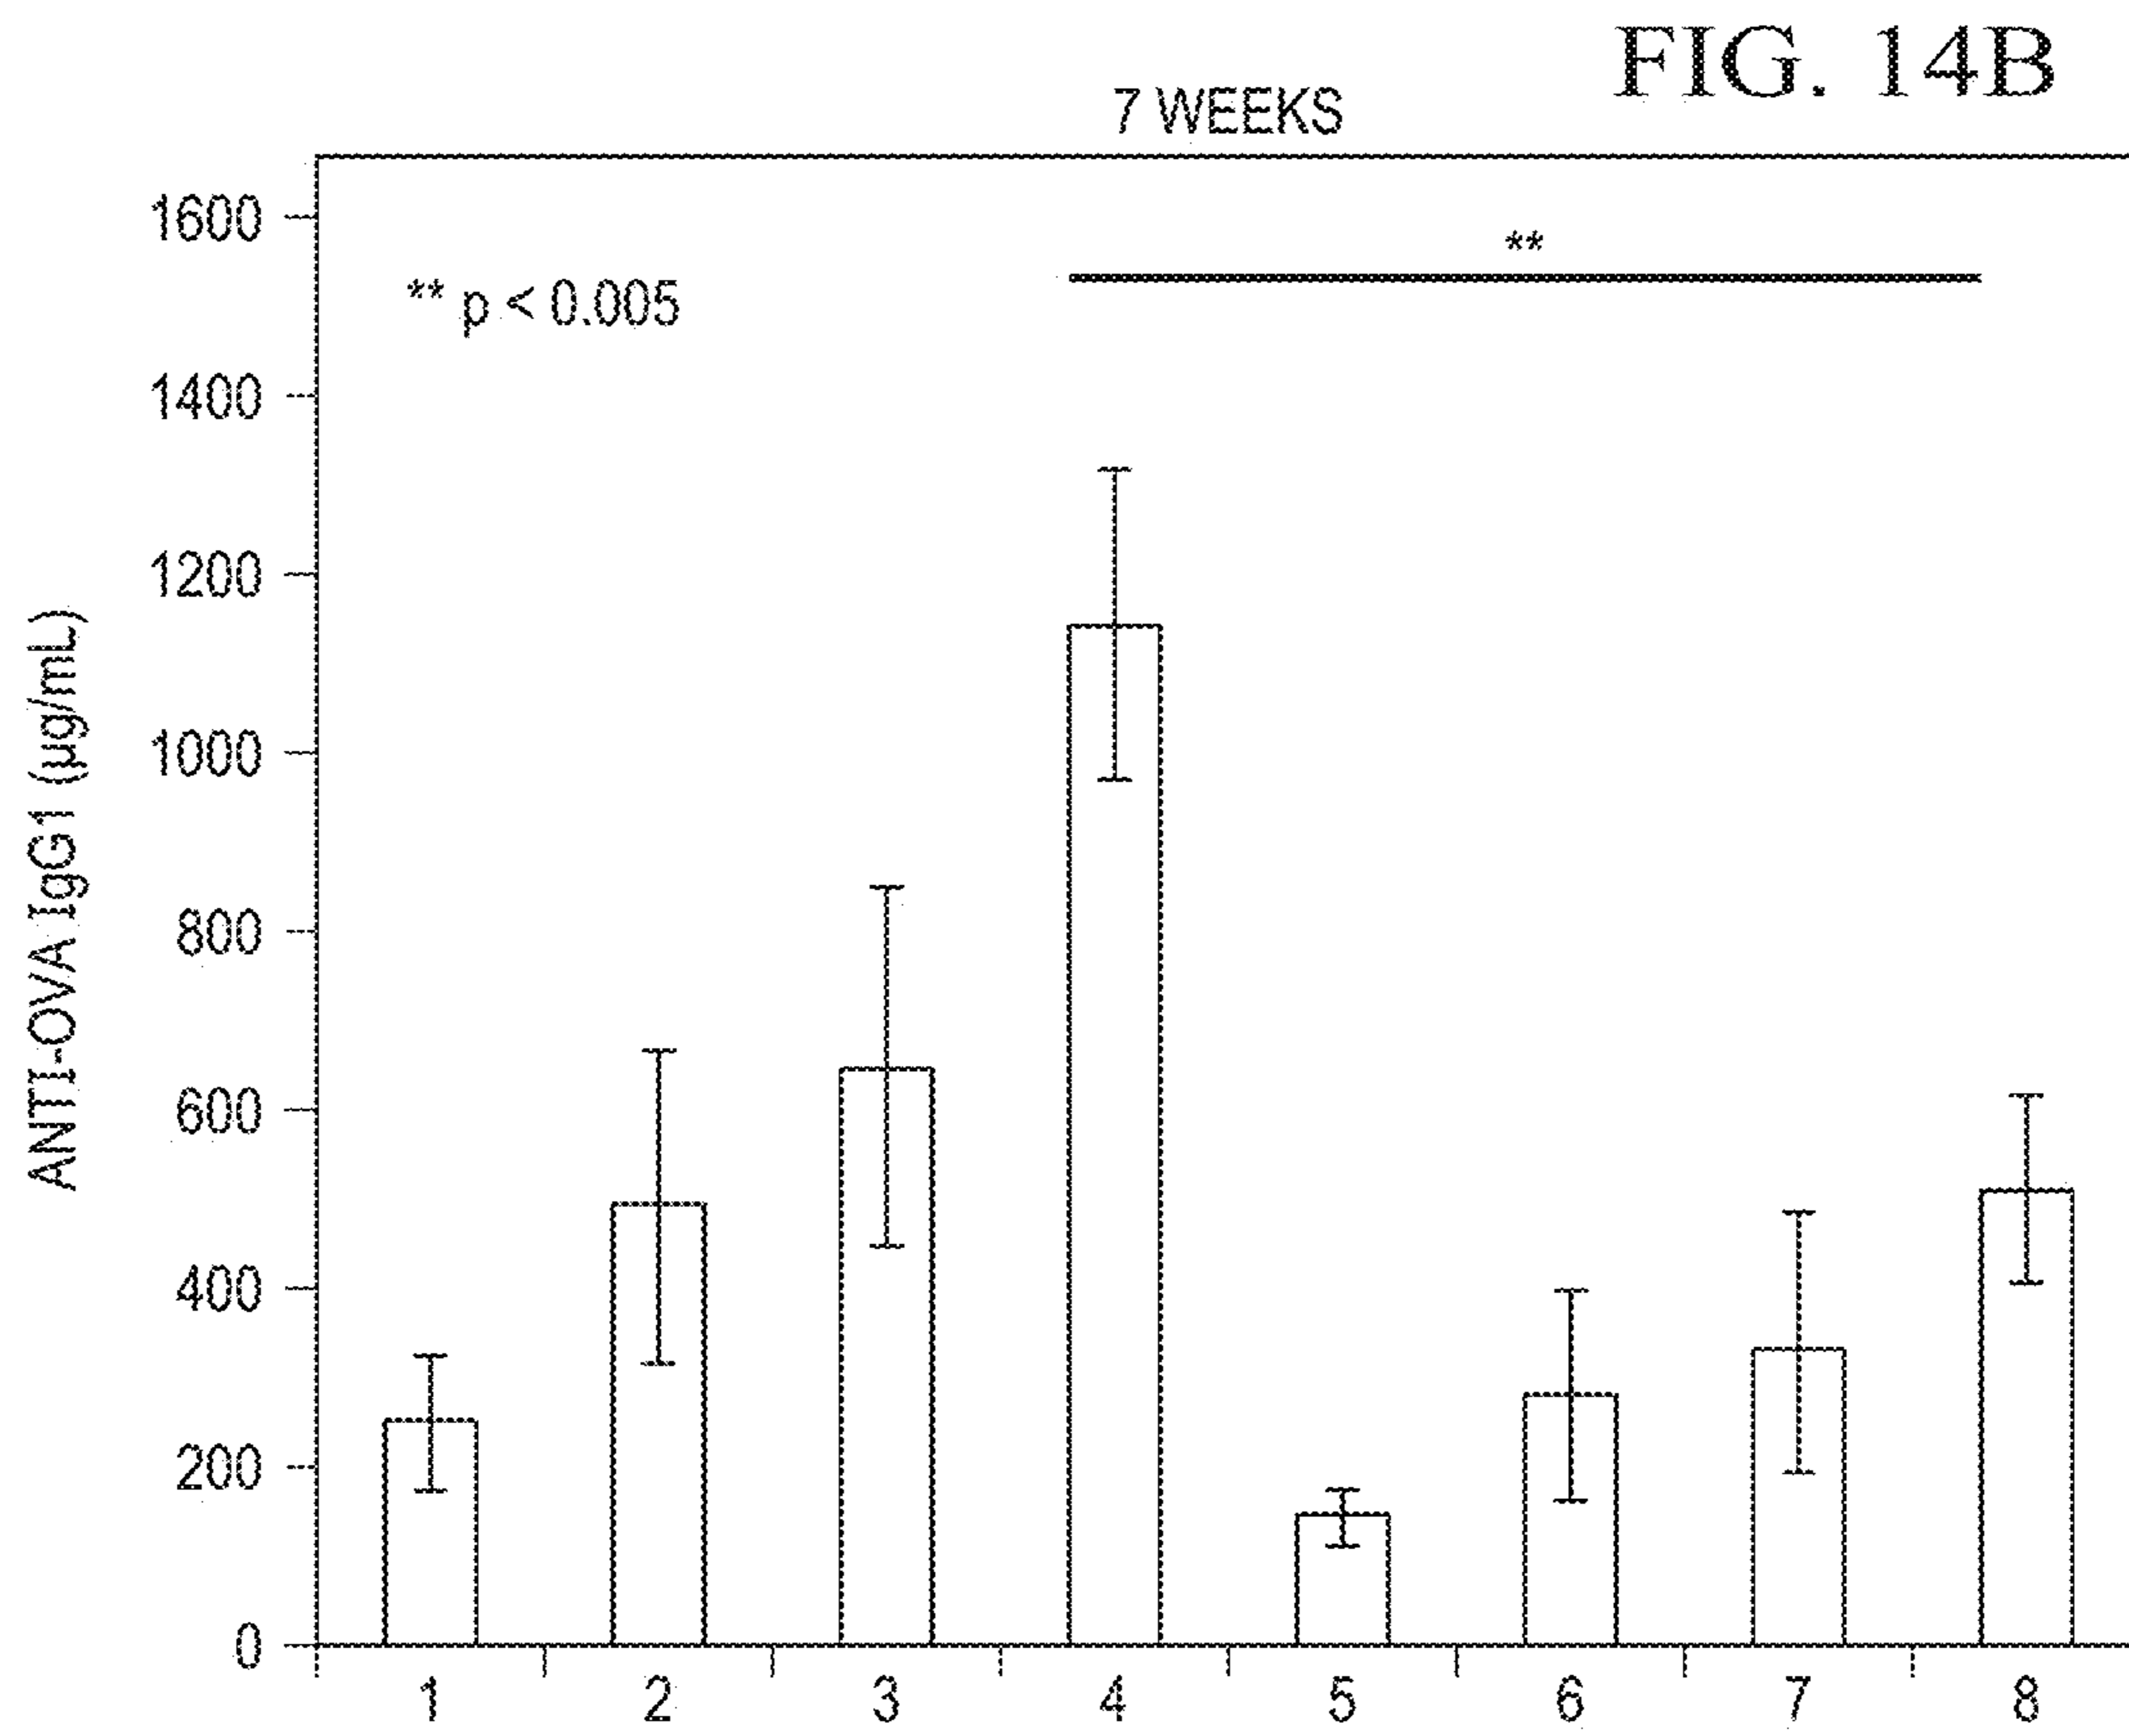 FIG. 14B
7 WEEKS
ANTI-OVA IgG1 (µg/mL)
1600
1400
1200
1000
800
600
400
200
0
** p < 0.005
**
1 2 3 4 5 6 7 8